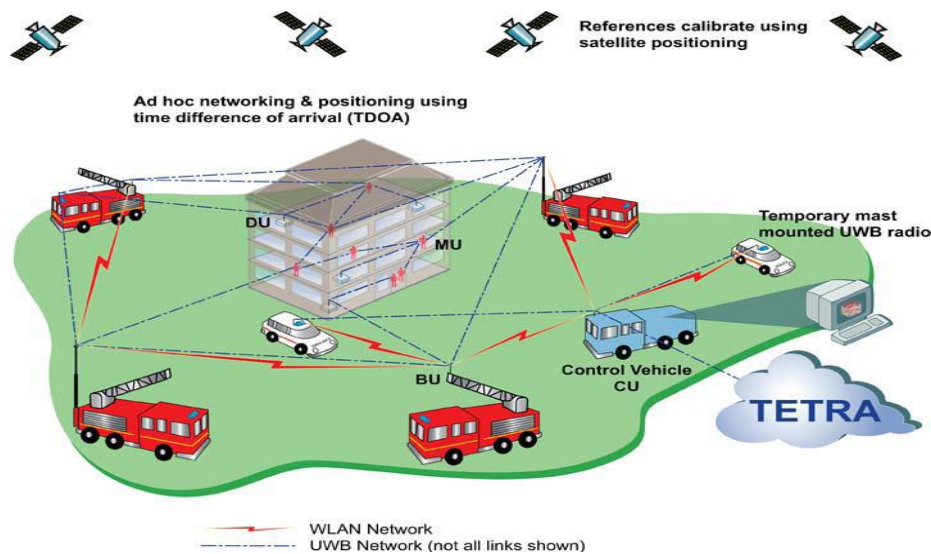 References calibrate using
satellite positioning
Ad hoc networking & positioning using
time difference of arrival (TDOA)
DU
MU
Temporary mast
mounted UWB radio
BU
Control Vehicle
CU
TETRA
WLAN Network
UWB Network (not all links shown)